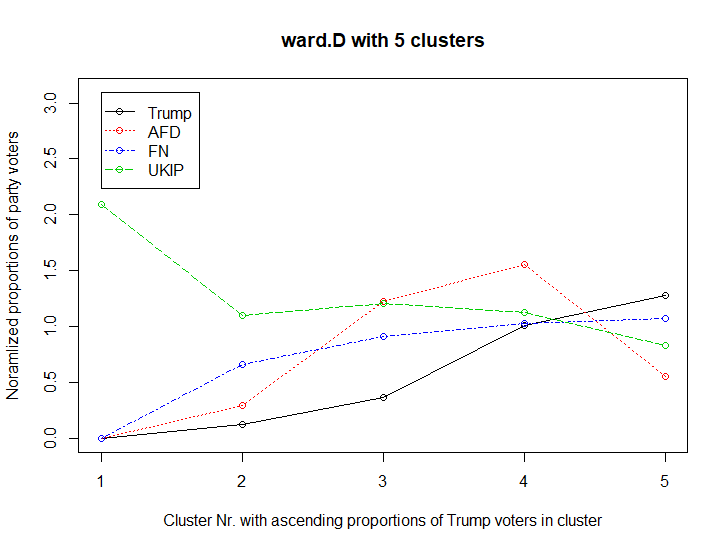 ward.D with 5 clusters
Noramlized proportions of party voters
3.0
2.5
2.0
1.5
1.0
0.5
0.0
Trump
AFD
FN
UKIP
1 2 3 4 5
Cluster Nr. with ascending proportions of Trump voters in cluster